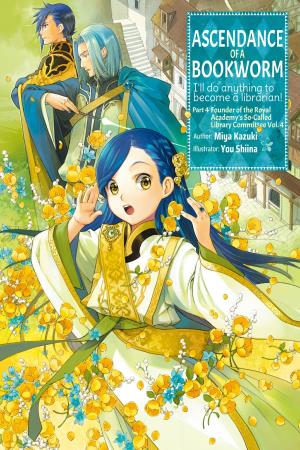 ASCENDANCE
OF A
BOOKWORM
I'll do anything to
become a librarian!
Part 4 Founder of the Royal
Academy's So-Called
Library Committee Vol. 4
Author: Miya Kazuki
Illustrator: You Shiina